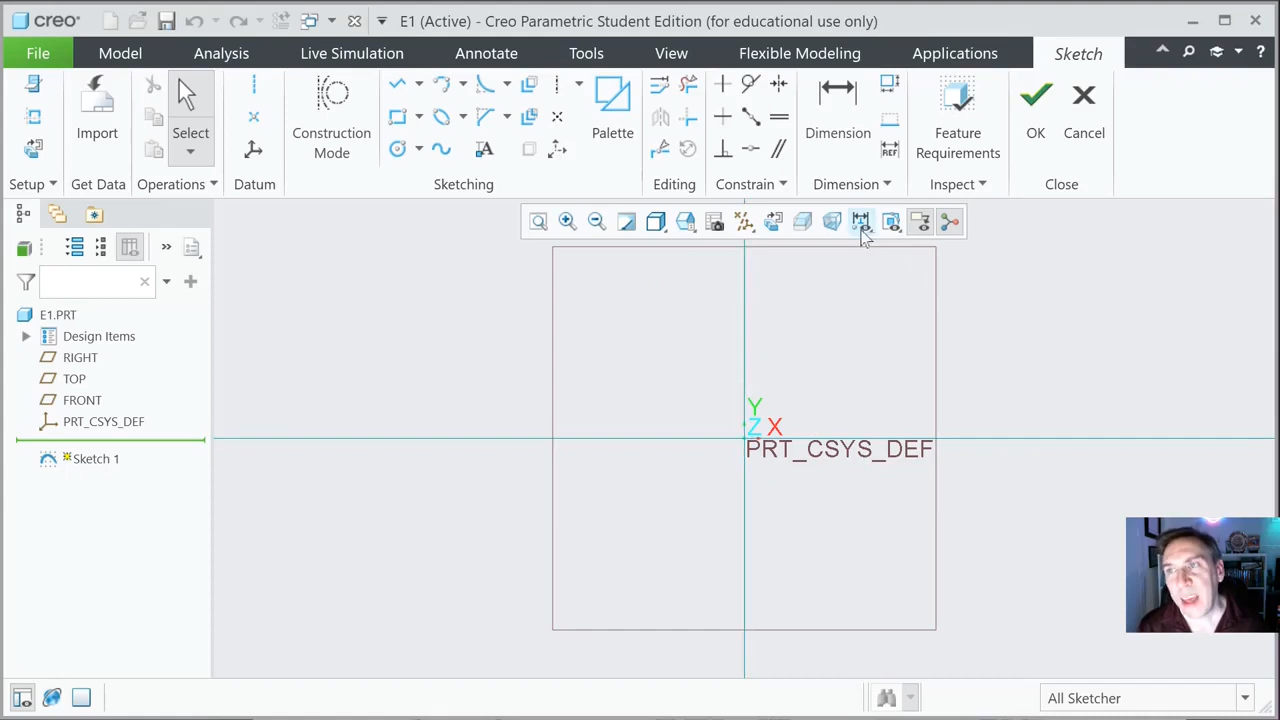 creo° E1 (Active) - Creo Parametric Student Edition (for educational use only)
File Model Analysis Live Simulation Annotate Tools View Flexible Modeling Applications Sketch
Import
Select
Construction
Mode
Palette
Dimension
REF
Feature
Requirements
OK
Cancel
Setup Get Data Operations Datum Sketching Editing Constrain Dimension Inspect Close
E1.PRT
Design Items
RIGHT
TOP
FRONT
PRT_CSYS_DEF
Sketch 1
Y
Z X
PRT_CSYS_DEF
All Sketcher